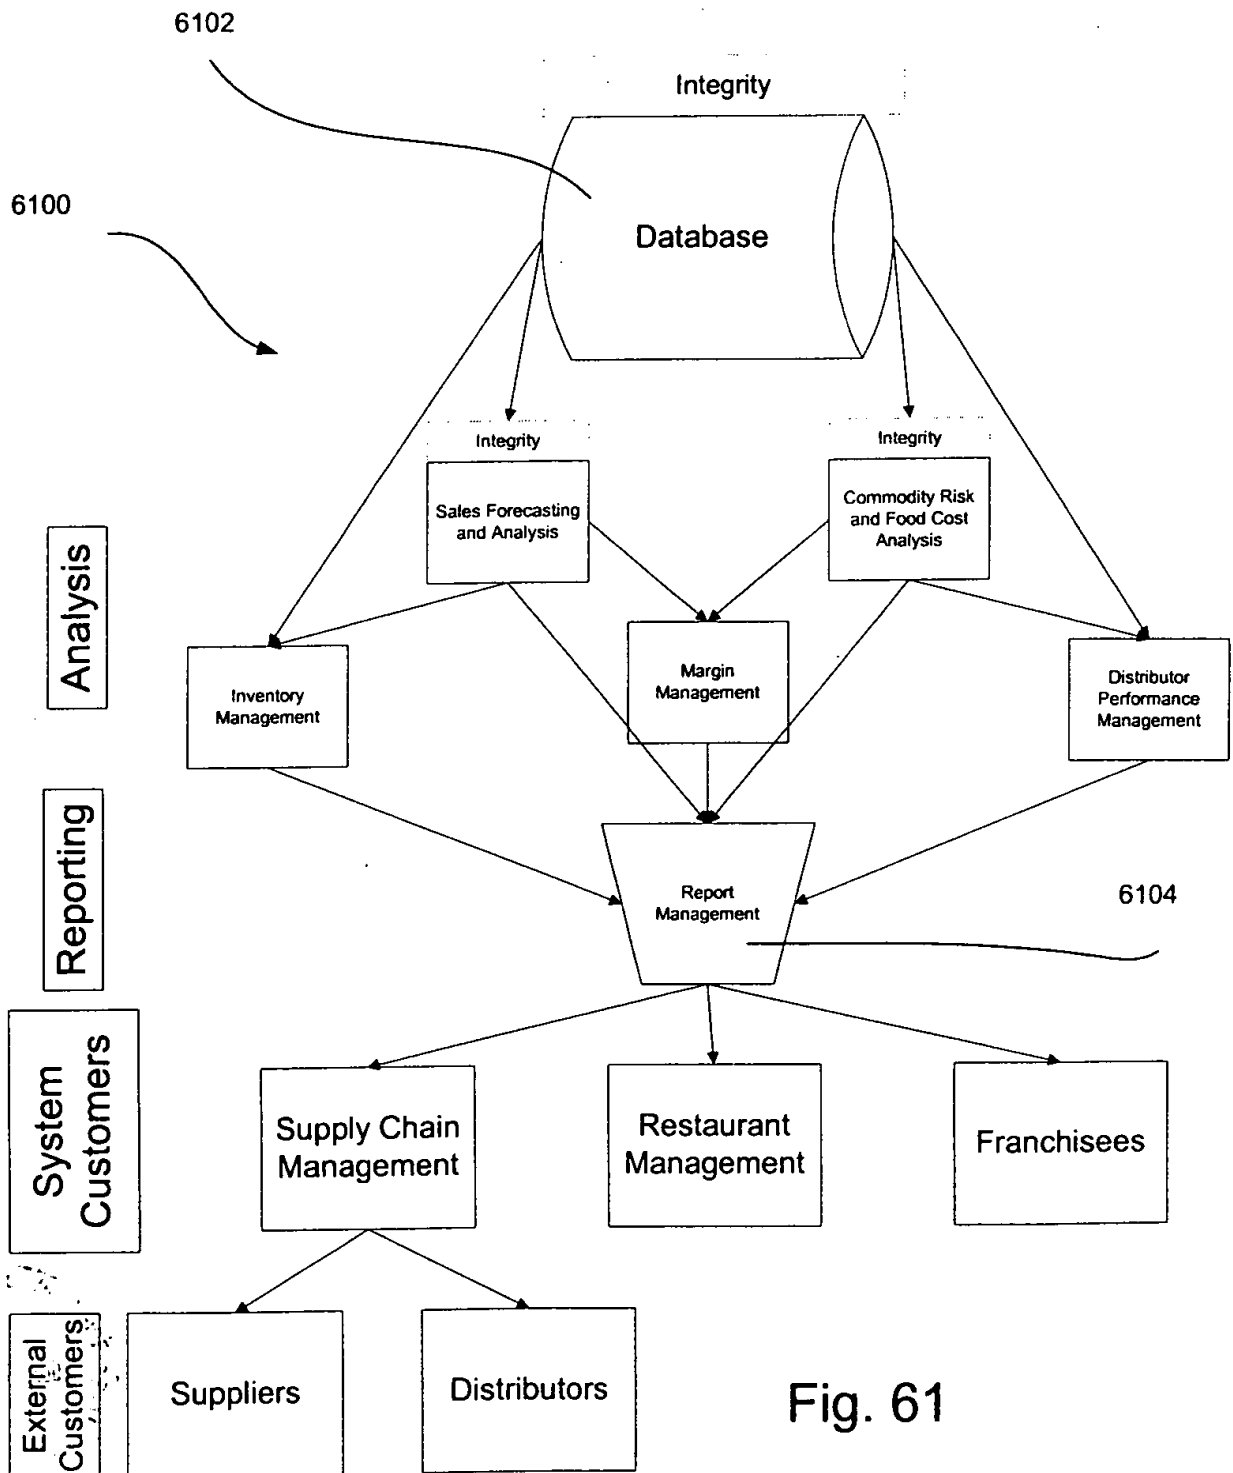 6102
Integrity
6100
Database
Integrity
Integrity
Sales Forecasting
and Analysis
Commodity Risk
and Food Cost
Analysis
Analysis
Inventory
Management
Margin
Management
Distributor
Performance
Management
Reporting
Report
Management
6104
System
Customers
Supply Chain
Management
Restaurant
Management
Franchisees
External
Customers
Suppliers
Distributors
Fig. 61